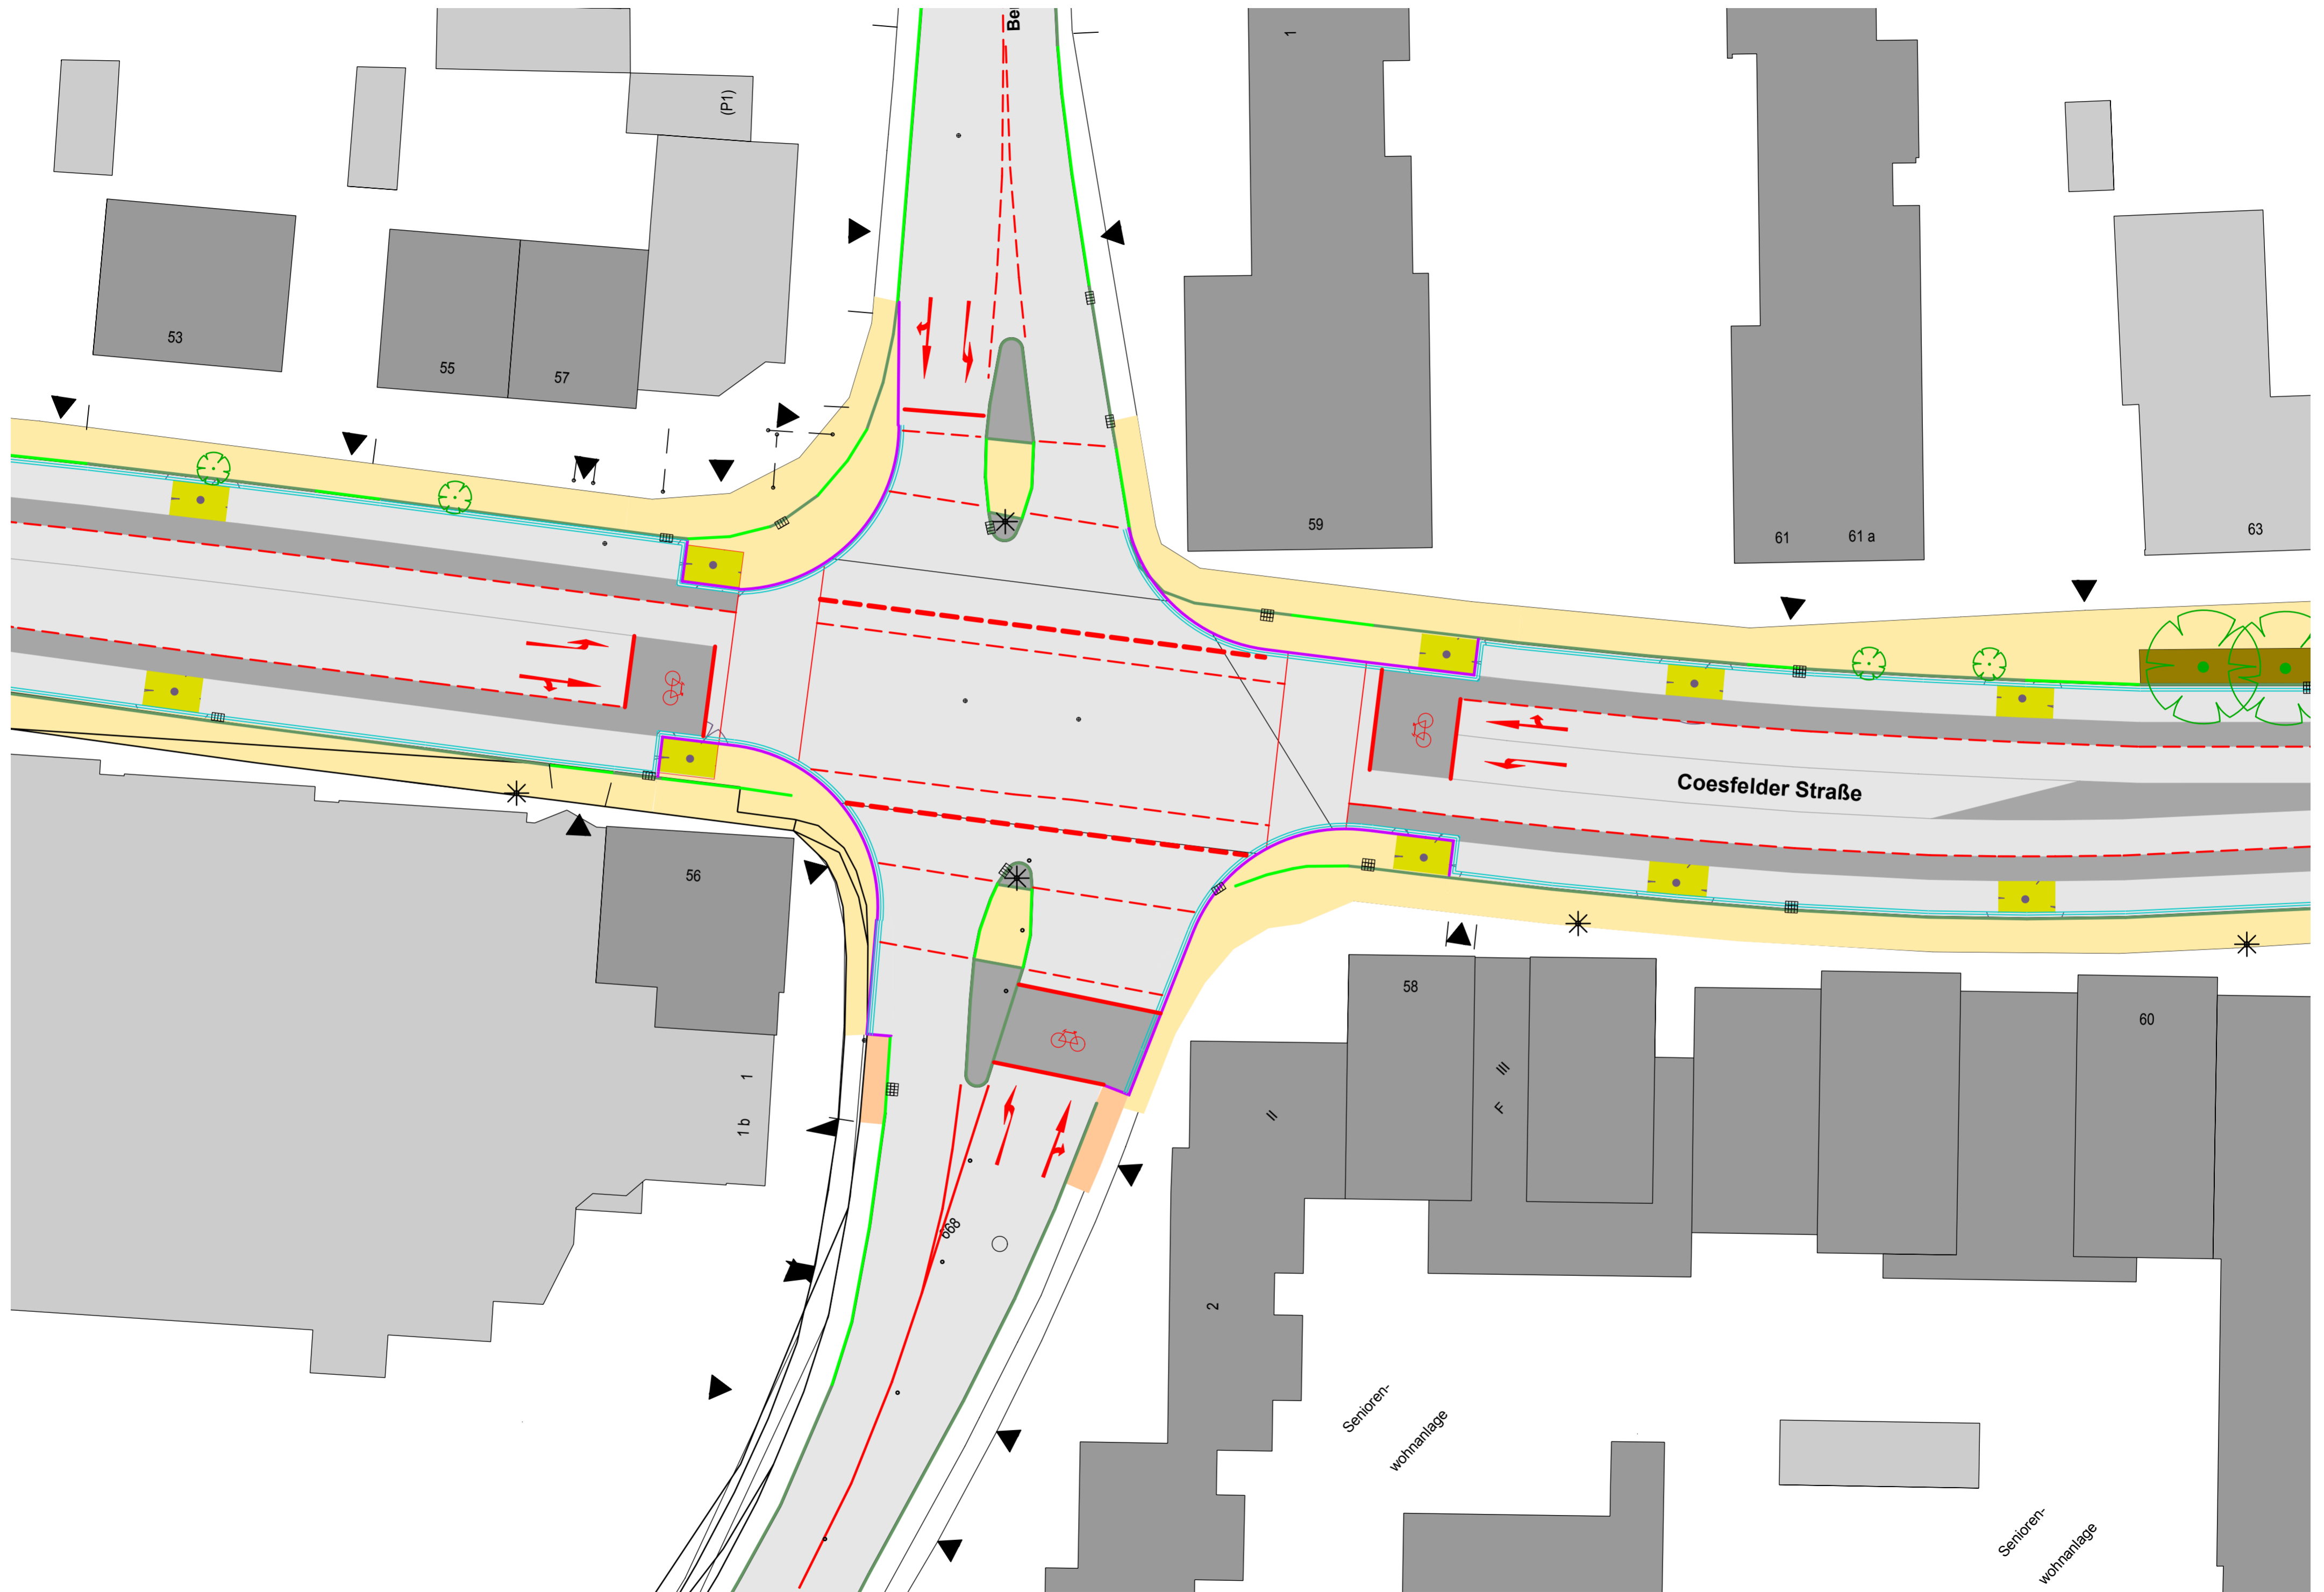 Be
1
(P1)
53
55
57
59
61
61 a
63
Coesfelder Straße
56
58
60
III
F
II
1
1 b
668
2
Senioren-
wohnanlage
Senioren-
wohnanlage